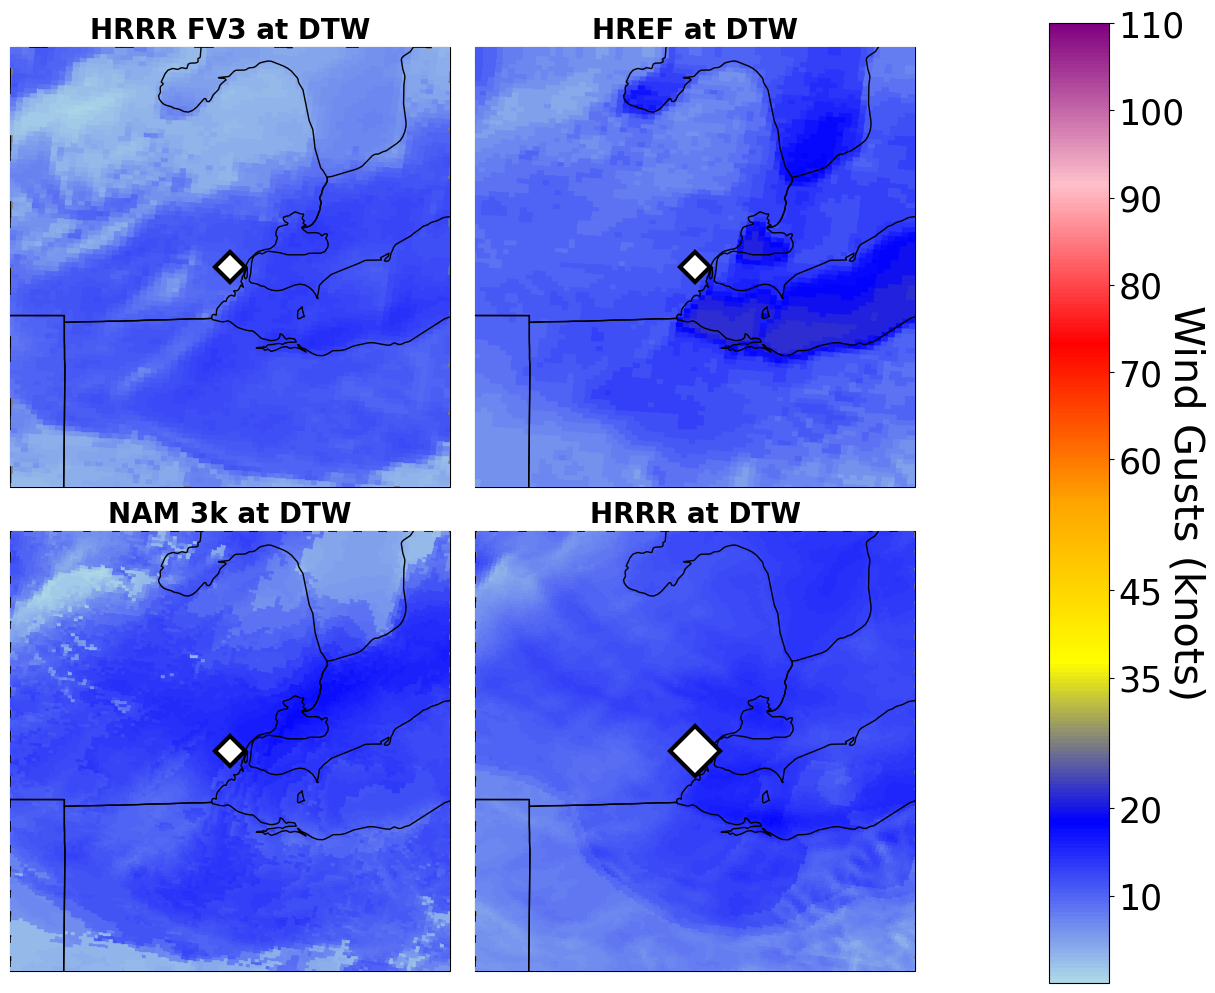 HRRR FV3 at DTW
HREF at DTW
NAM 3k at DTW
HRRR at DTW
110
100
90
80
70
60
45
35
20
10
Wind Gusts (knots)